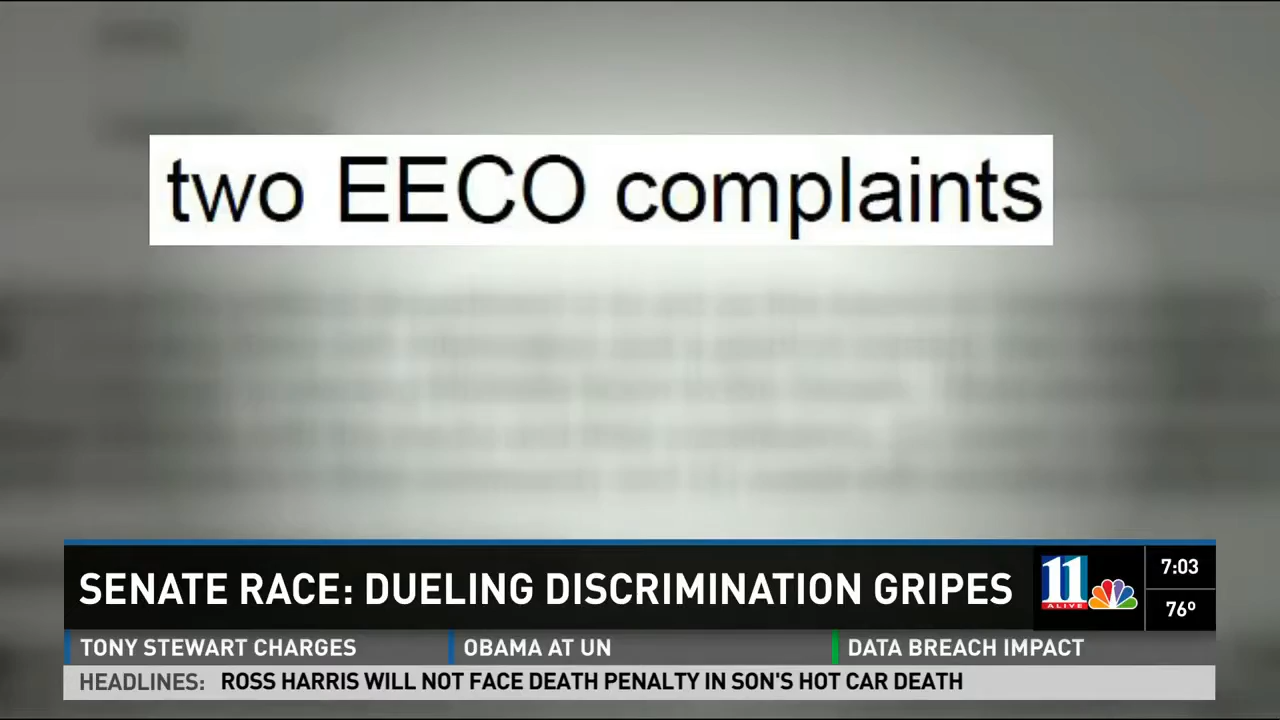 two EECO complaints
SENATE RACE: DUELING DISCRIMINATION GRIPES
11
ALIVE
7:03
76º
TONY STEWART CHARGES
OBAMA AT UN
DATA BREACH IMPACT
HEADLINES: ROSS HARRIS WILL NOT FACE DEATH PENALTY IN SON'S HOT CAR DEATH